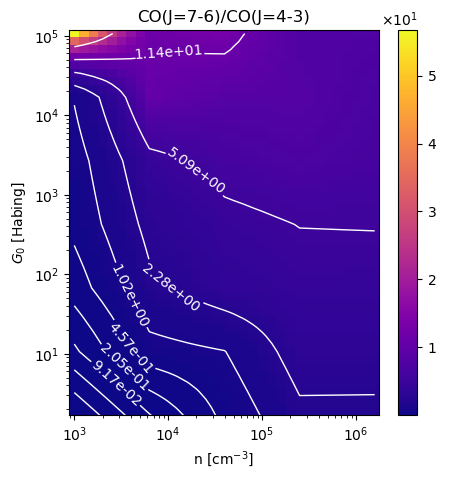 CO(J=7-6)/CO(J=4-3)
×10¹
10⁵
10⁴
10³
10²
10¹
G₀ [Habing]
1.14e+01
5.09e+00
2.28e+00
1.02e+00
4.57e-01
2.05e-01
9.17e-02
5
4
3
2
1
10³
10⁴
10⁵
10⁶
n [cm⁻³]